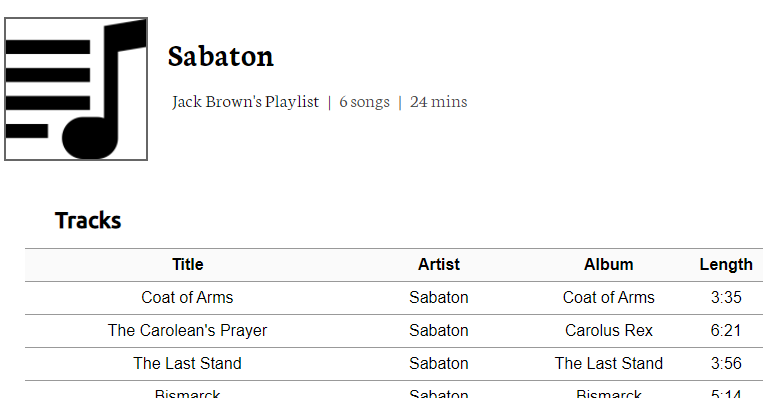 Sabaton
Jack Brown's Playlist | 6 songs | 24 mins
Tracks
Title Artist Album Length
Coat of Arms Sabaton Coat of Arms 3:35
The Carolean's Prayer Sabaton Carolus Rex 6:21
The Last Stand Sabaton The Last Stand 3:56
Bismarck Sabaton Bismarck 5:14